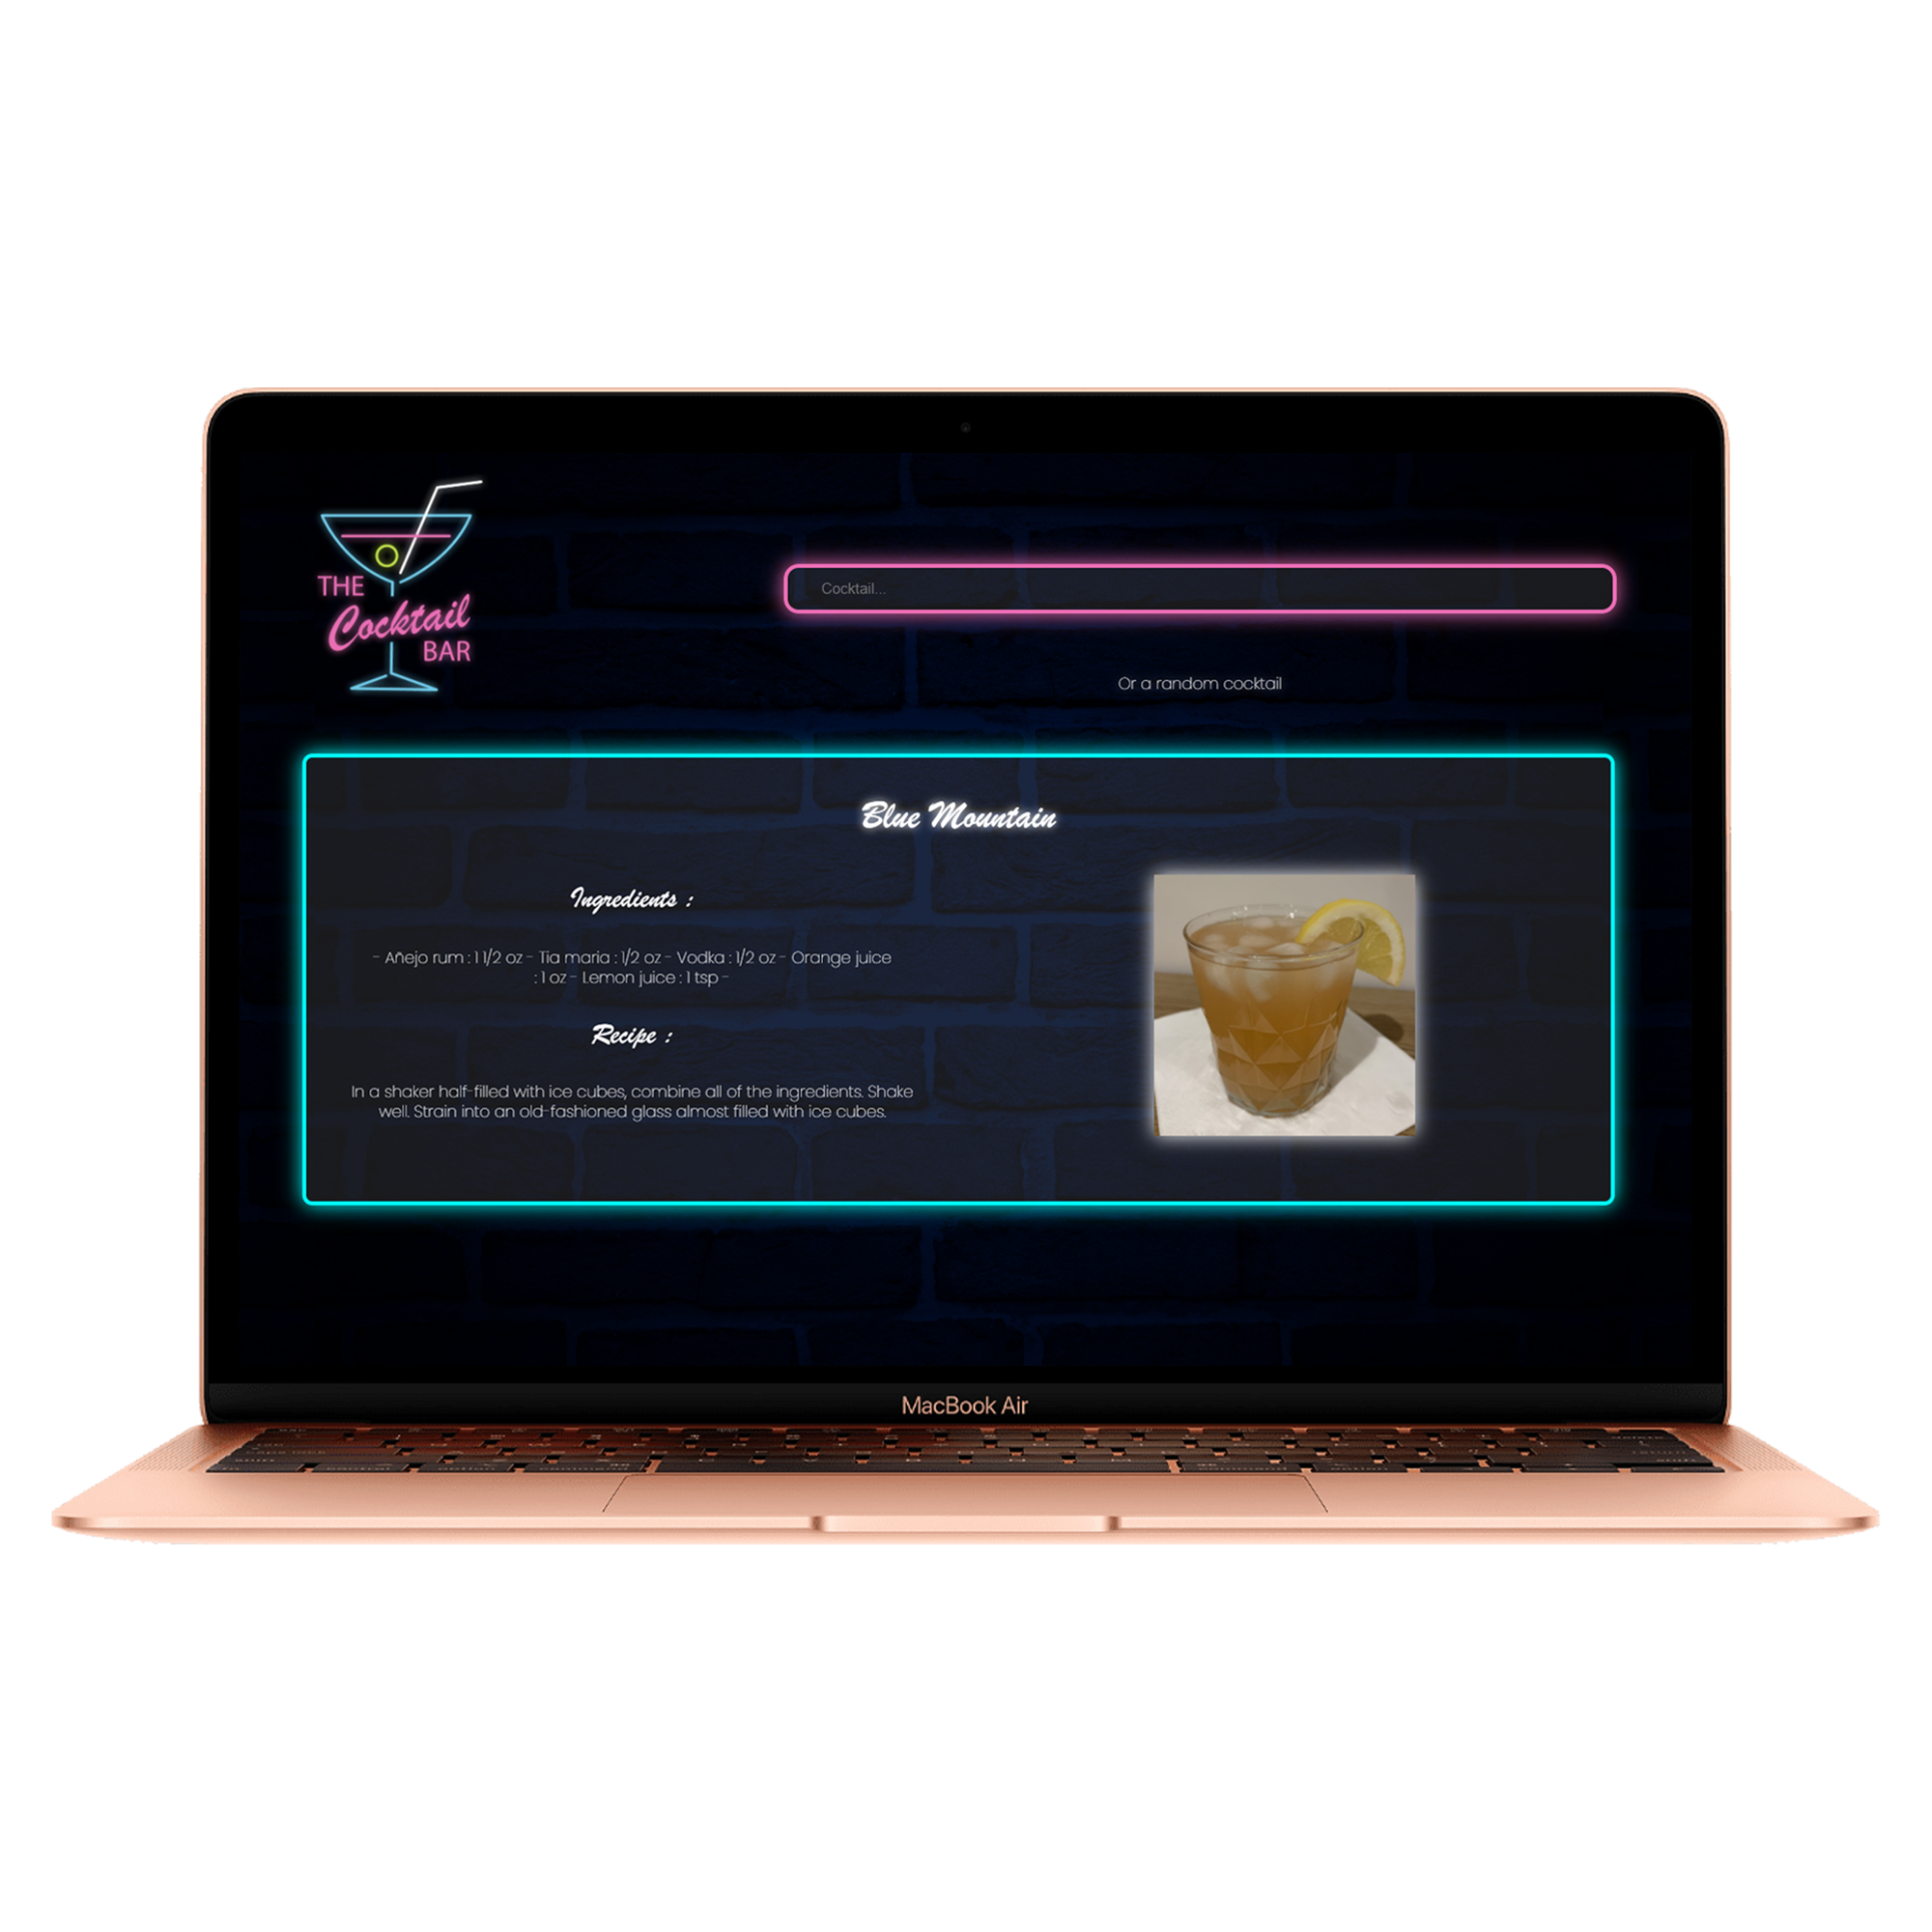 THE
Cocktail
BAR
Cocktail...
Or a random cocktail
Blue Mountain
Ingredients :
- Añejo rum : 1 1/2 oz - Tia maria : 1/2 oz - Vodka : 1/2 oz - Orange juice
: 1 oz - Lemon juice : 1 tsp -
Recipe :
In a shaker half-filled with ice cubes, combine all of the ingredients. Shake
well. Strain into an old-fashioned glass almost filled with ice cubes.
MacBook Air